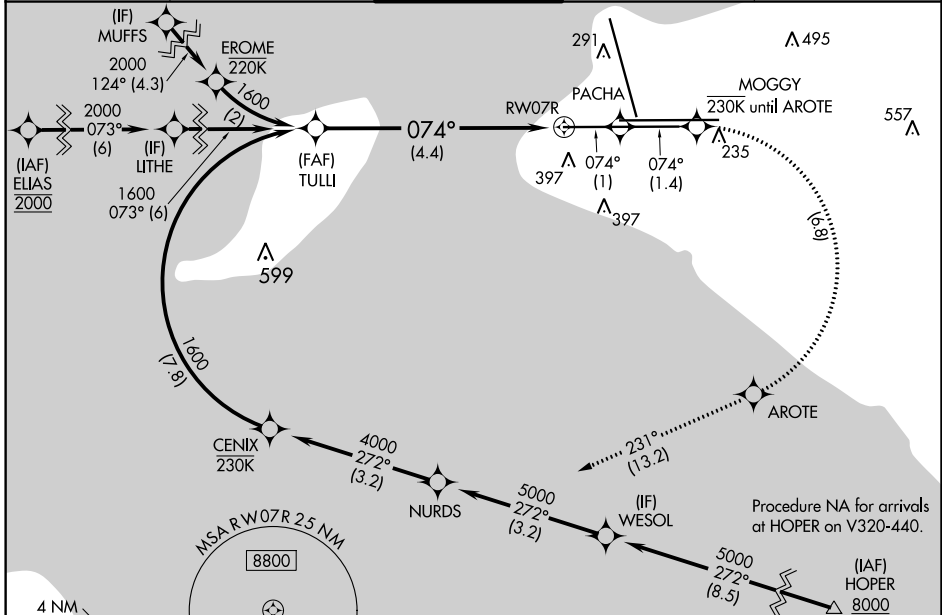 (IF)
MUFFS
2000
124° (4.3)
EROME
220K
1600
(2)
2000
073°
(6)
(IAF)
ELIAS
2000
(IF)
LITHE
1600
073° (6)
(FAF)
TULLI
074°
(4.4)
RW07R
PACHA
291
495
MOGGY
230K until AROTE
557
235
397
074°
(1)
074°
(1.4)
397
(6.8)
599
1600
(7.8)
AROTE
231°
(13.2)
CENIX
230K
4000
272°
(3.2)
NURDS
5000
272°
(3.2)
(IF)
WESOL
Procedure NA for arrivals
at HOPER on V320-440.
5000
272°
(8.5)
(IAF)
HOPER
8000
MSA RW07R 25 NM
8800
4 NM